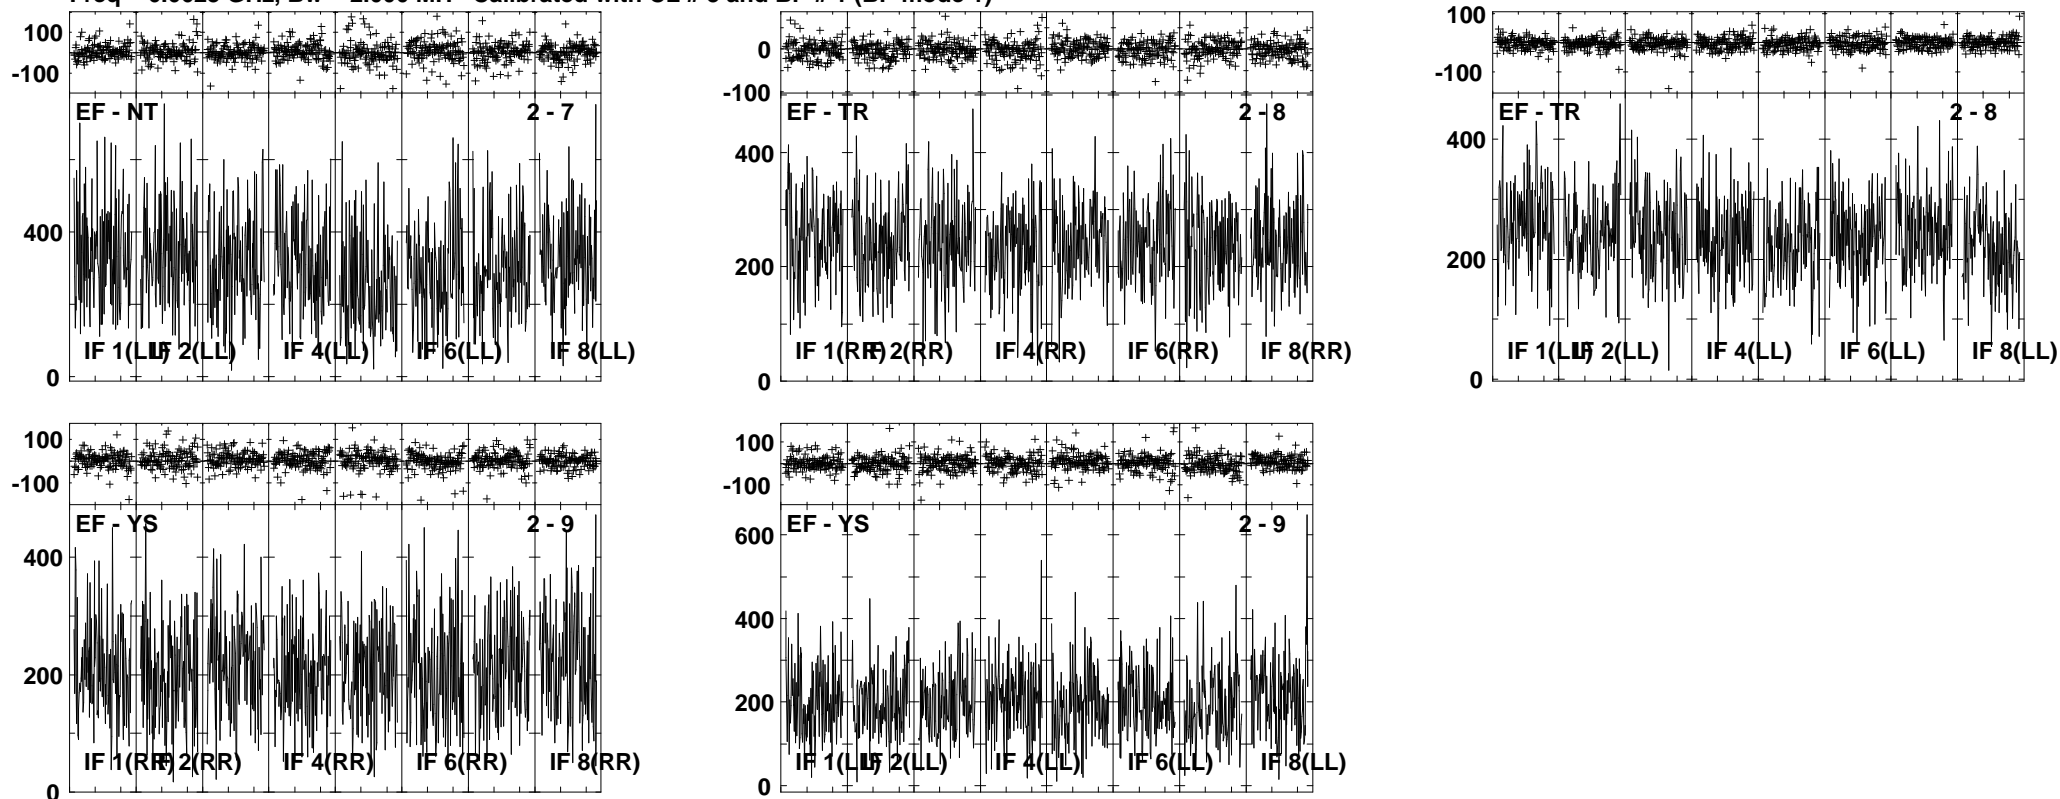 100
-100
EF - NT 2 - 7
400
0
IF 1(LL) IF 2(LL) IF 4(LL) IF 6(LL) IF 8(LL)
0
-100
EF - TR 2 - 8
400
200
0
IF 1(RR) IF 2(RR) IF 4(RR) IF 6(RR) IF 8(RR)
100
-100
EF - TR 2 - 8
400
200
0
IF 1(LL) IF 2(LL) IF 4(LL) IF 6(LL) IF 8(LL)
100
-100
EF - YS 2 - 9
400
200
0
IF 1(RR) IF 2(RR) IF 4(RR) IF 6(RR) IF 8(RR)
100
-100
EF - YS 2 - 9
600
400
200
0
IF 1(LL) IF 2(LL) IF 4(LL) IF 6(LL) IF 8(LL)